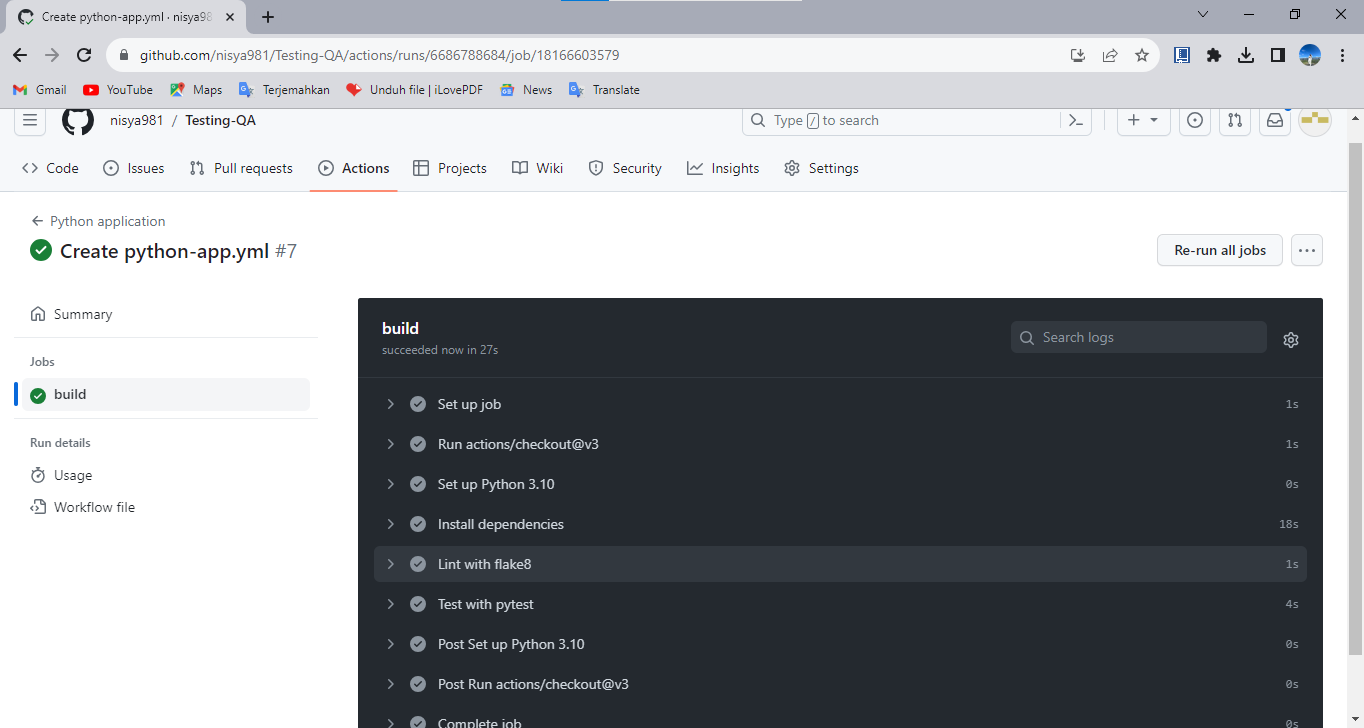 Create python-app.yml · nisya98
github.com/nisya981/Testing-QA/actions/runs/6686788684/job/18166603579
Gmail YouTube Maps Terjemahkan Unduh file | iLovePDF News Translate
nisya981 / Testing-QA Type / to search
Code Issues Pull requests Actions Projects Wiki Security Insights Settings
Python application
Create python-app.yml #7 Re-run all jobs
Summary
Jobs
build
Run details
Usage
Workflow file
build Search logs
succeeded now in 27s
Set up job 1s
Run actions/checkout@v3 1s
Set up Python 3.10 0s
Install dependencies 18s
Lint with flake8 1s
Test with pytest 4s
Post Set up Python 3.10 0s
Post Run actions/checkout@v3 0s
Complete job 0s